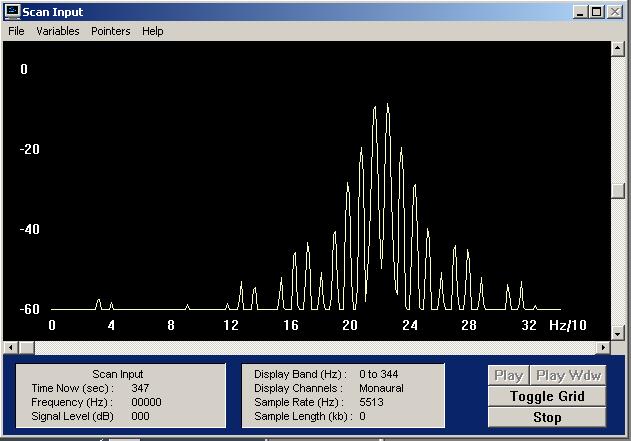 Scan Input
File Variables Pointers Help
0
-20
-40
-60
0 4 8 12 16 20 24 28 32 Hz/10
Scan Input
Time Now (sec) : 347
Frequency (Hz) : 00000
Signal Level (dB) 000
Display Band (Hz) : 0 to 344
Display Channels : Monaural
Sample Rate (Hz) : 5513
Sample Length (kb) : 0
Play Play Wdw
Toggle Grid
Stop